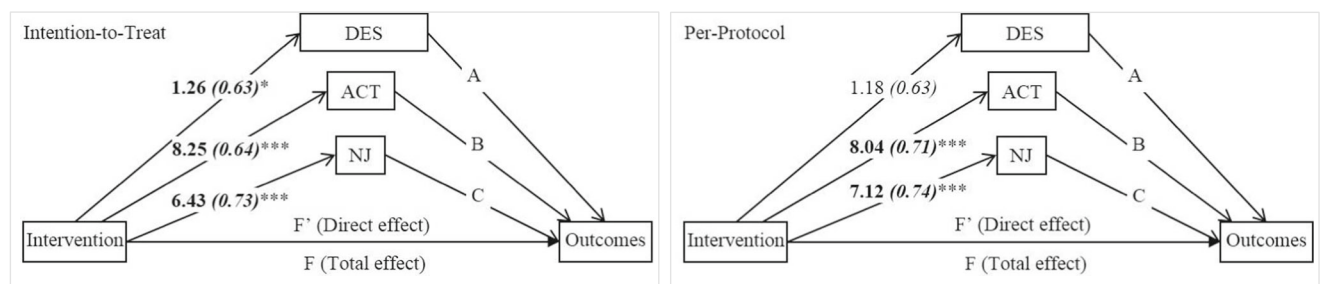 Intention-to-Treat
DES
1.26 (0.63)*
A
ACT
8.25 (0.64)***
B
NJ
6.43 (0.73)***
C
F’ (Direct effect)
Intervention
Outcomes
F (Total effect)
Per-Protocol
DES
1.18 (0.63)
A
ACT
8.04 (0.71)***
B
NJ
7.12 (0.74)***
C
F’ (Direct effect)
Intervention
Outcomes
F (Total effect)